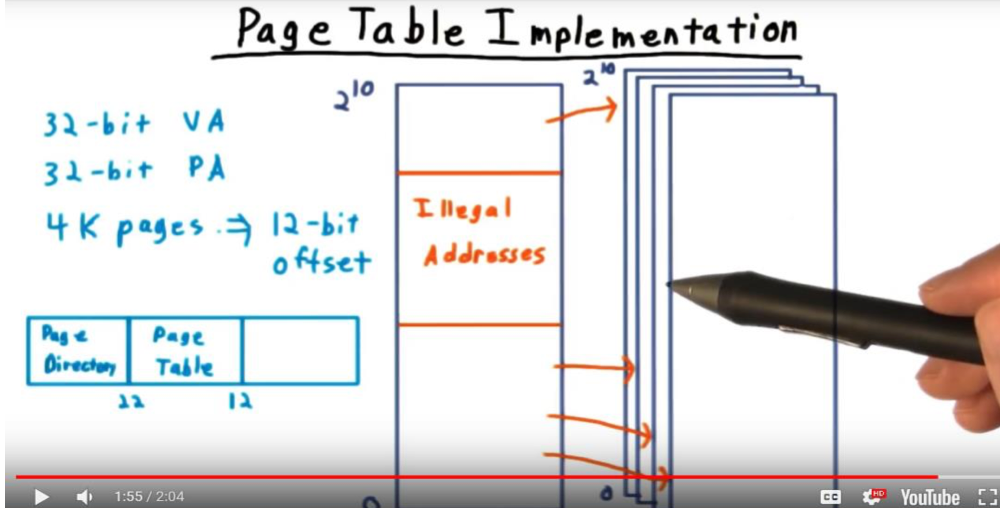 Page Table Implementation
32-bit VA
32-bit PA
4K pages ⇒ 12-bit
offset
Page
Directory
Page
Table
22
12
2^10
Illegal
Addresses
0
2^10
0
1:55 / 2:04
CC
HD
YouTube